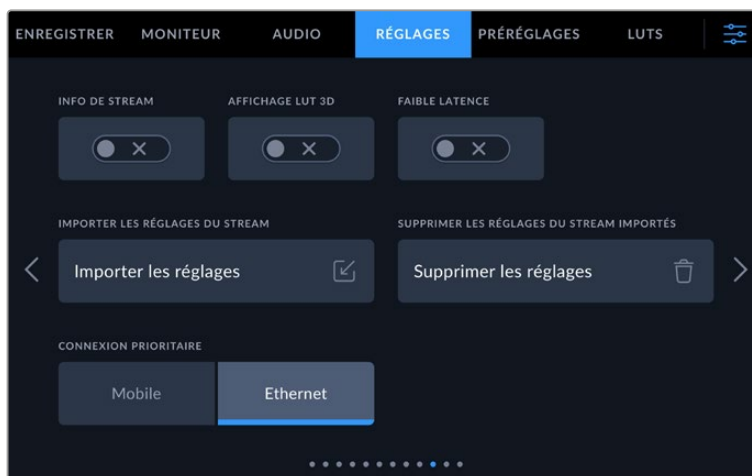 ENREGISTRER MONITEUR AUDIO RÉGLAGES PRÉRÉGLAGES LUTS
INFO DE STREAM AFFICHAGE LUT 3D FAIBLE LATENCE
IMPORTER LES RÉGLAGES DU STREAM SUPPRIMER LES RÉGLAGES DU STREAM IMPORTÉS
Importer les réglages Supprimer les réglages
CONNEXION PRIORITAIRE
Mobile Ethernet